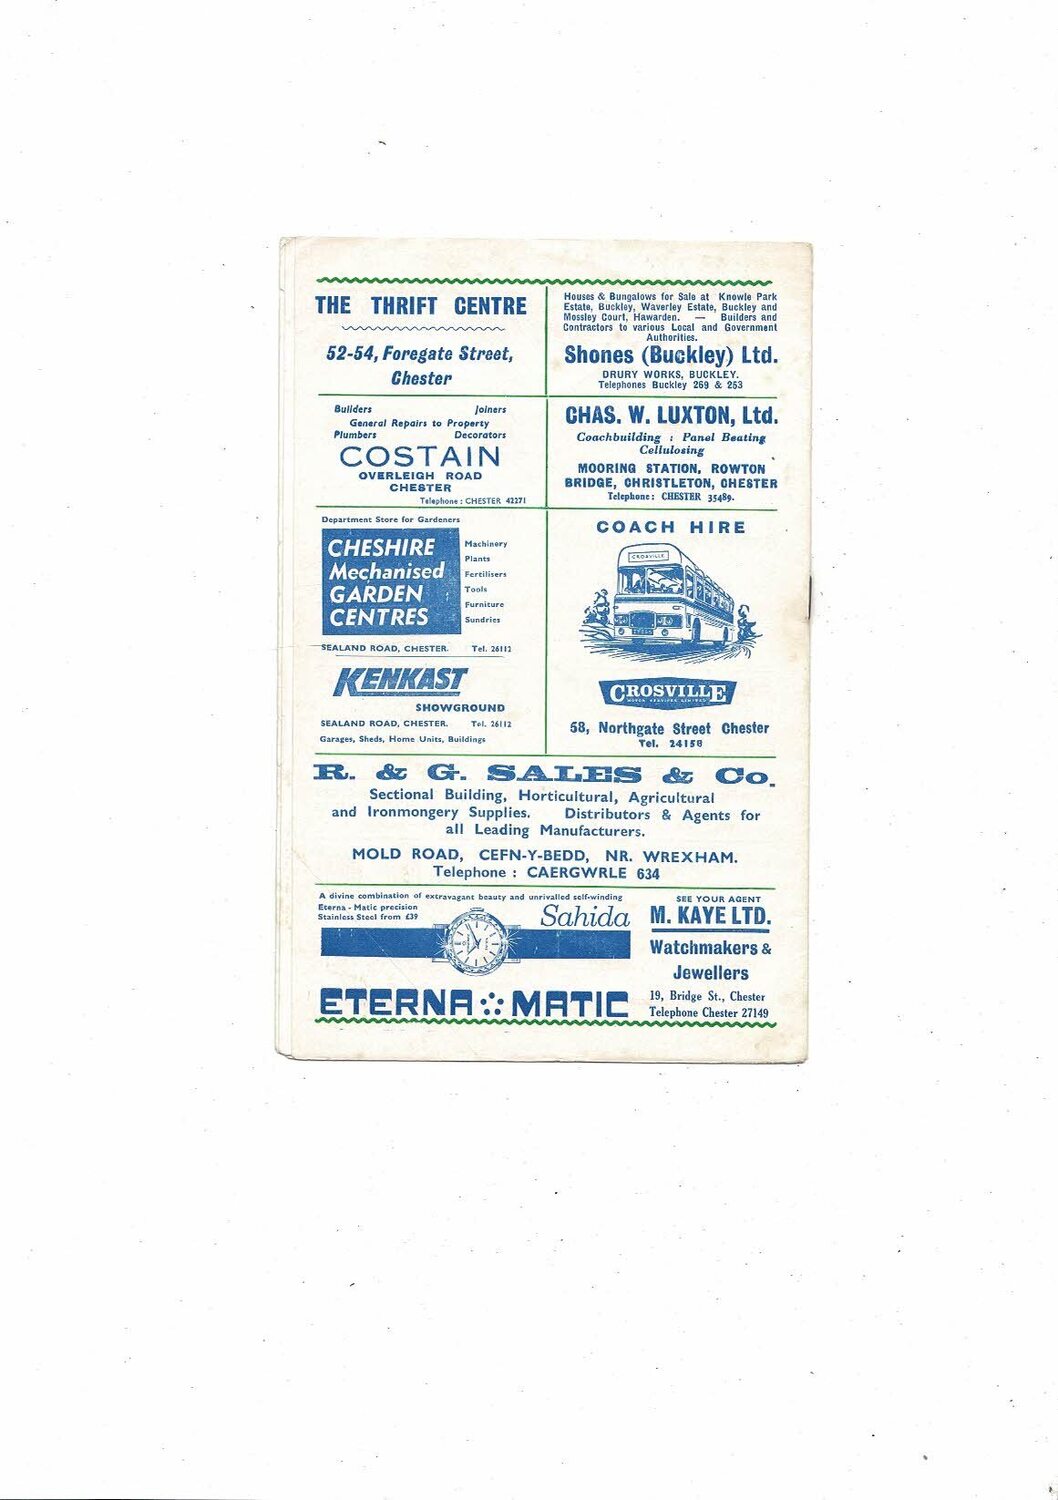 THE THRIFT CENTRE
52-54, Foregate Street,
Chester
Houses & Bungalows for Sale at Knowle Park
Estate, Buckley, Waverley Estate, Buckley and
Mossley Court, Hawarden. — Builders and
Contractors to various Local and Government
Authorities.
Shones (Buckley) Ltd.
DRURY WORKS, BUCKLEY.
Telephones Buckley 269 & 253
Builders Joiners
General Repairs to Property
Plumbers Decorators
COSTAIN
OVERLEIGH ROAD
CHESTER
Telephone: CHESTER 42271
CHAS. W. LUXTON, Ltd.
Coachbuilding : Panel Beating
Cellulosing
MOORING STATION, ROWTON
BRIDGE, CHRISTLETON, CHESTER
Telephone: CHESTER 35489.
Department Store for Gardeners
CHESHIRE
Mechanised
GARDEN
CENTRES
Machinery
Plants
Fertilisers
Tools
Furniture
Sundries
SEALAND ROAD, CHESTER. Tel. 26112
KENKAST
SHOWGROUND
SEALAND ROAD, CHESTER. Tel. 26112
Garages, Sheds, Home Units, Buildings
COACH HIRE
CROSVILLE
CROSVILLE
MOTOR SERVICES LIMITED
58, Northgate Street Chester
Tel. 24158
R. & G. SALES & Co.
Sectional Building, Horticultural, Agricultural
and Ironmongery Supplies. Distributors & Agents for
all Leading Manufacturers.
MOLD ROAD, CEFN-Y-BEDD, NR. WREXHAM.
Telephone : CAERGWRLE 634
A divine combination of extravagant beauty and unrivalled self-winding
Eterna - Matic precision
Stainless Steel from £39
Sahida
ETERNA MATIC
SEE YOUR AGENT
M. KAYE LTD.
Watchmakers &
Jewellers
19, Bridge St., Chester
Telephone Chester 27149